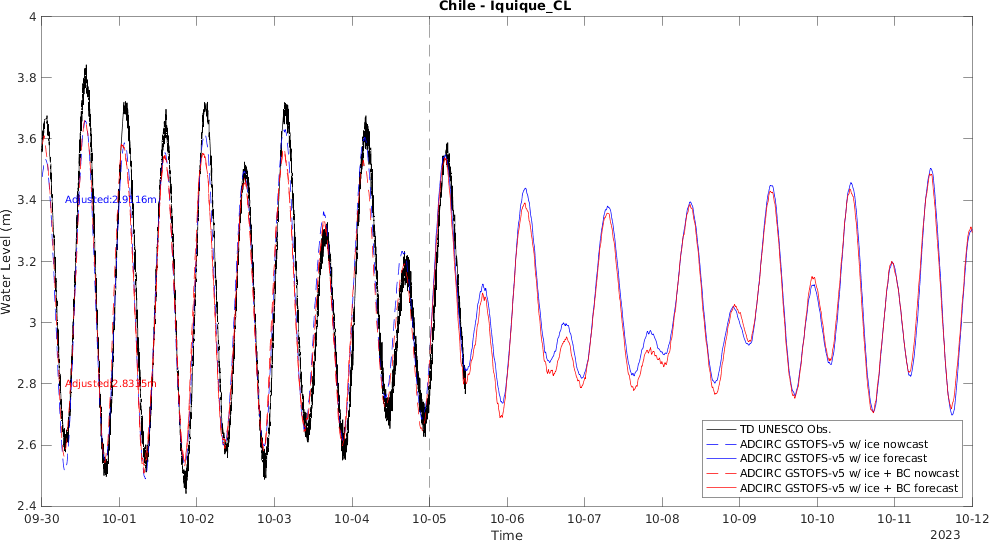 Chile - Iquique_CL
Water Level (m)
4
3.8
3.6
3.4
3.2
3
2.8
2.6
2.4
Adjusted:2.9116m
Adjusted:2.8315m
TD UNESCO Obs.
ADCIRC GSTOFS-v5 w/ ice nowcast
ADCIRC GSTOFS-v5 w/ ice forecast
ADCIRC GSTOFS-v5 w/ ice + BC nowcast
ADCIRC GSTOFS-v5 w/ ice + BC forecast
09-30 10-01 10-02 10-03 10-04 10-05 10-06 10-07 10-08 10-09 10-10 10-11 10-12
Time
2023